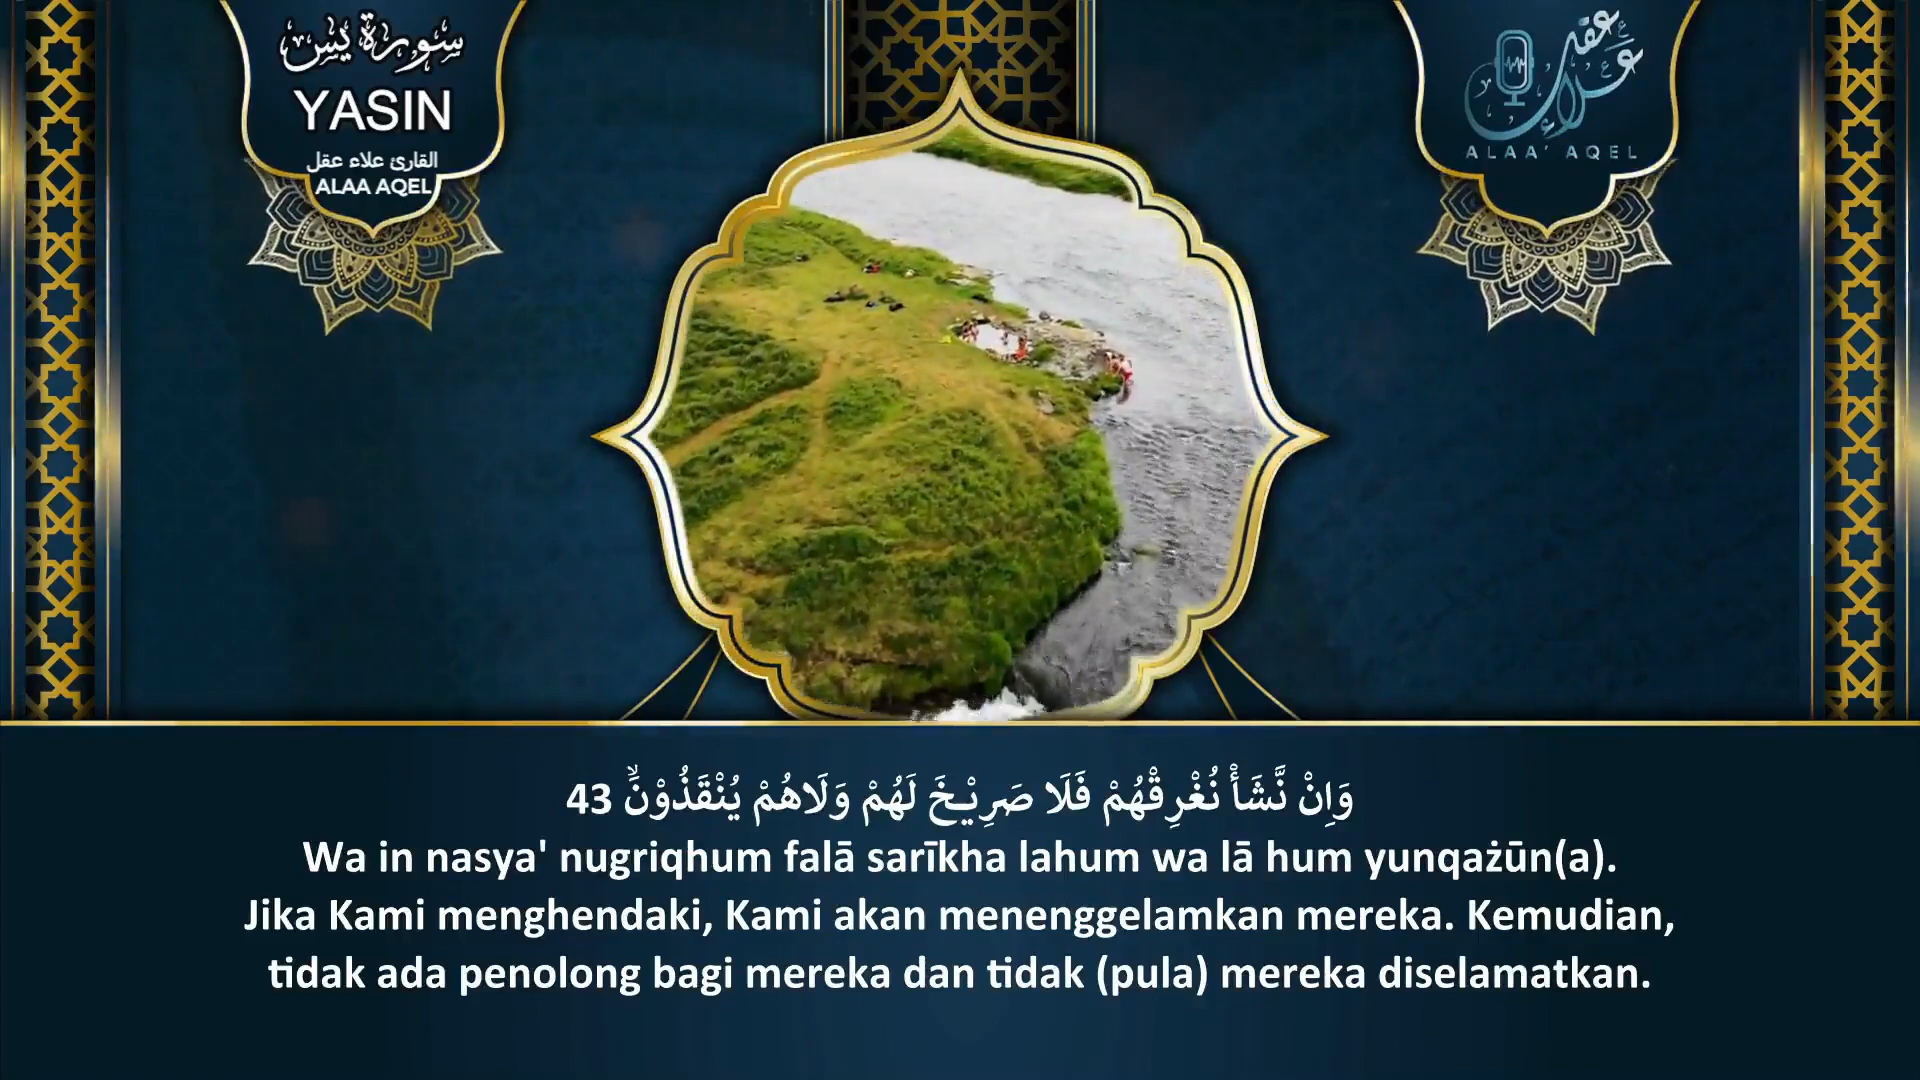 سورة يس
YASIN
القارئ علاء عقل
ALAA AQEL
علاء عقل
ALAA' AQEL
وَاِنْ نَّشَأْ نُغْرِقْهُمْ فَلَا صَرِيْخَ لَهُمْ وَلَاهُمْ يُنْقَذُوْنَۙ 43
Wa in nasya' nugriqhum falā sarīkha lahum wa lā hum yunqażūn(a).
Jika Kami menghendaki, Kami akan menenggelamkan mereka. Kemudian,
tidak ada penolong bagi mereka dan tidak (pula) mereka diselamatkan.